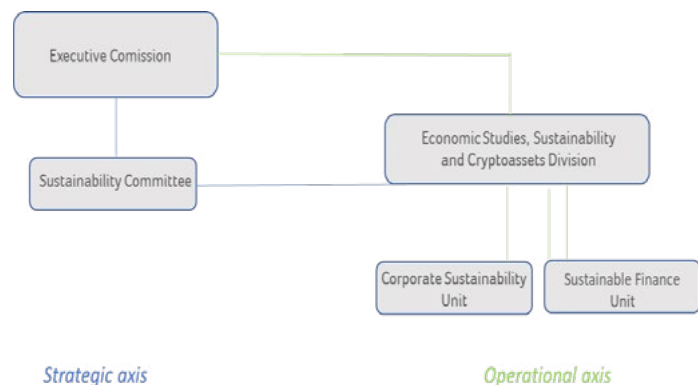 Executive Comission
Economic Studies, Sustainability
and Cryptoassets Division
Sustainability Committee
Corporate Sustainability
Unit
Sustainable Finance
Unit
Strategic axis
Operational axis